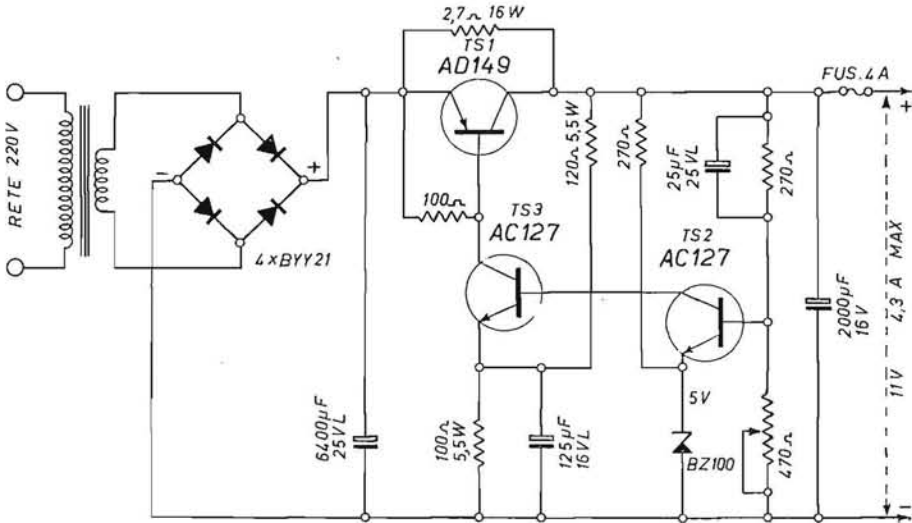 2,7Ω 16W
TS1
AD149
FUS. 4A
+
RETE 220V
-
+
4×BYY21
100Ω
TS3
AC127
120Ω 5,5W
270Ω
25μF
25VL
270Ω
TS2
AC127
5V
6400μF
25VL
100Ω
5,5W
125μF
16VL
BZ100
470Ω
2000μF
16V
11V 4,3 A MAX
-